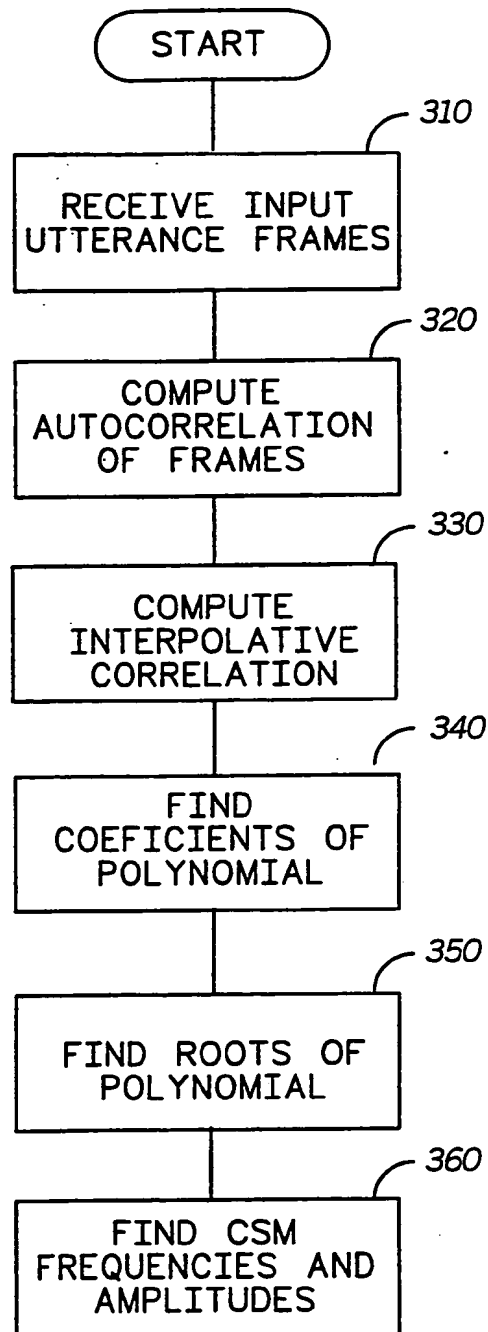 START
310
RECEIVE INPUT
UTTERANCE FRAMES
320
COMPUTE
AUTOCORRELATION
OF FRAMES
330
COMPUTE
INTERPOLATIVE
CORRELATION
340
FIND
COEFICIENTS OF
POLYNOMIAL
350
FIND ROOTS OF
POLYNOMIAL
360
FIND CSM
FREQUENCIES AND
AMPLITUDES